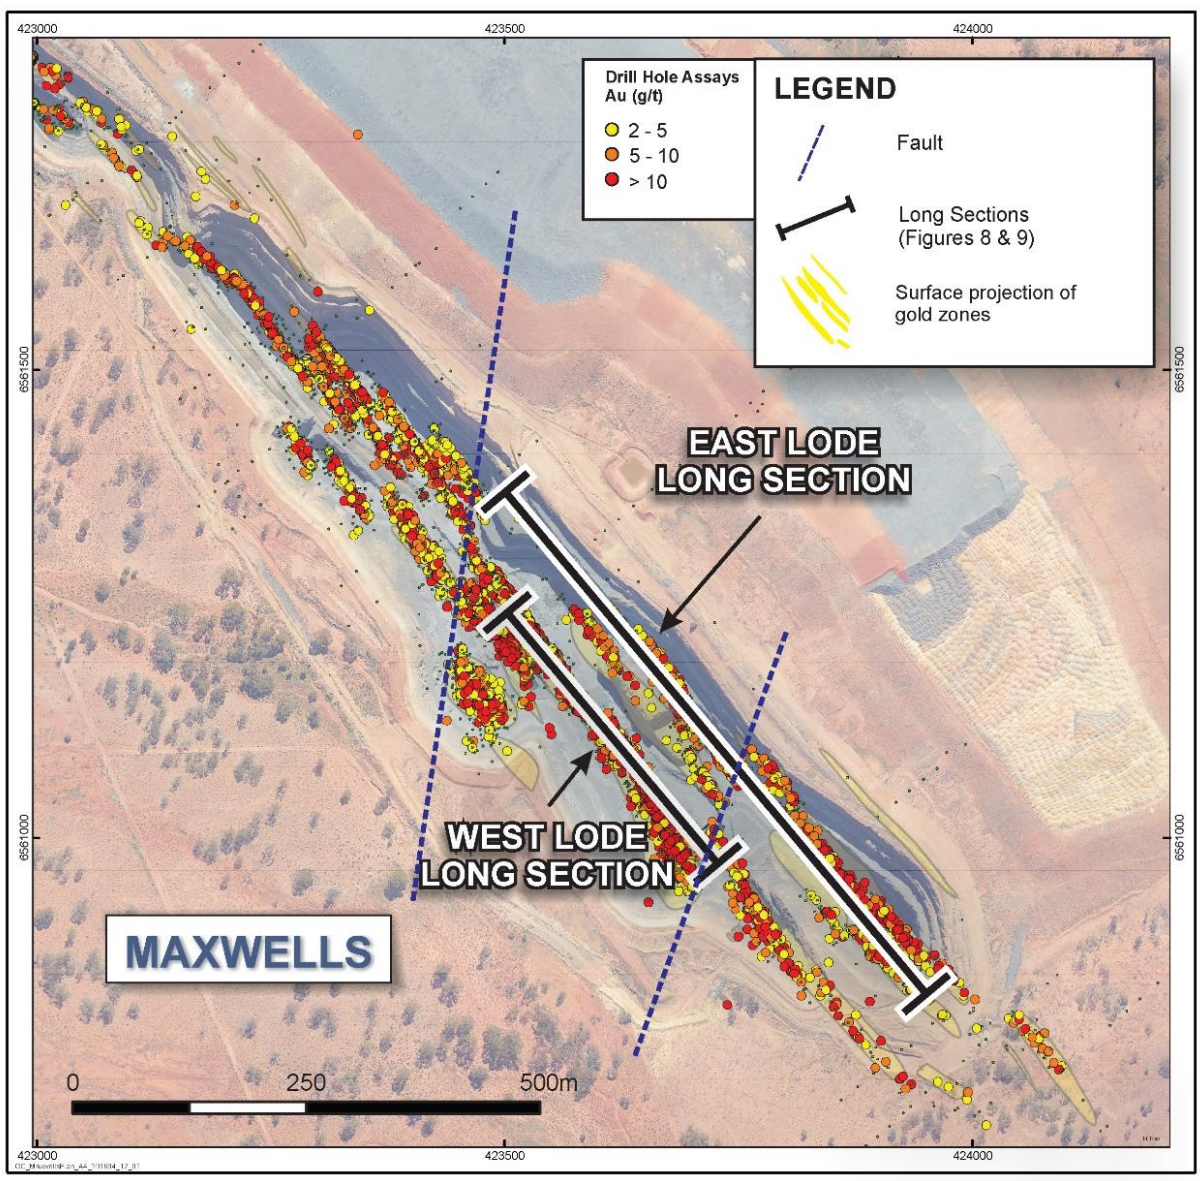 423000
423500
424000
Drill Hole Assays
Au (g/t)
2 - 5
5 - 10
> 10
LEGEND
Fault
Long Sections
(Figures 8 & 9)
Surface projection of
gold zones
6561500
6561500
EAST LODE
LONG SECTION
WEST LODE
LONG SECTION
6561000
6561000
MAXWELLS
0
250
500m
423000
423500
424000